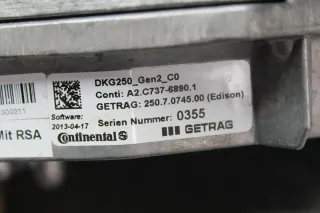 DKG250_Gen2_C0
Conti: A2.C737-6890.1
GETRAG: 250.7.0745.00 (Edison)
Software:
2013-04-17
Serien Nummer: 0355
300211
Mit RSA
Continental
GETRAG